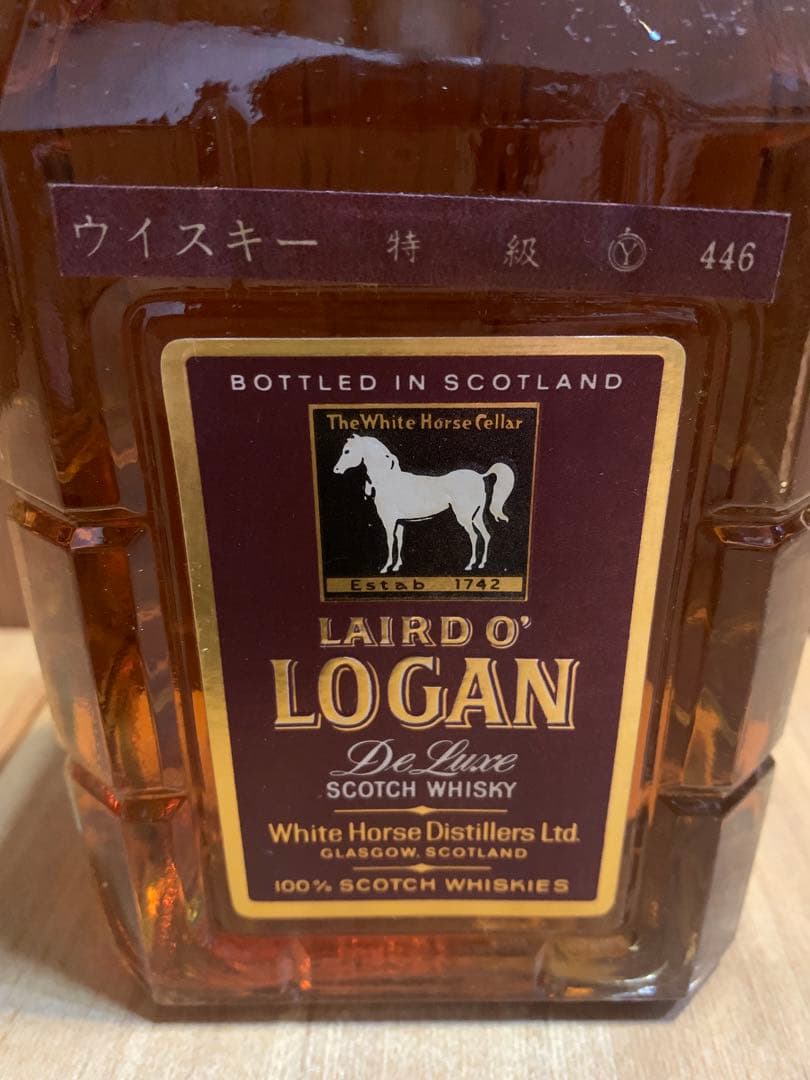 ウイスキー 特 級 Ⓨ 446
BOTTLED IN SCOTLAND
The White Horse Cellar
Estab 1742
LAIRD O'
LOGAN
De Luxe
SCOTCH WHISKY
White Horse Distillers Ltd.
GLASGOW, SCOTLAND
100% SCOTCH WHISKIES